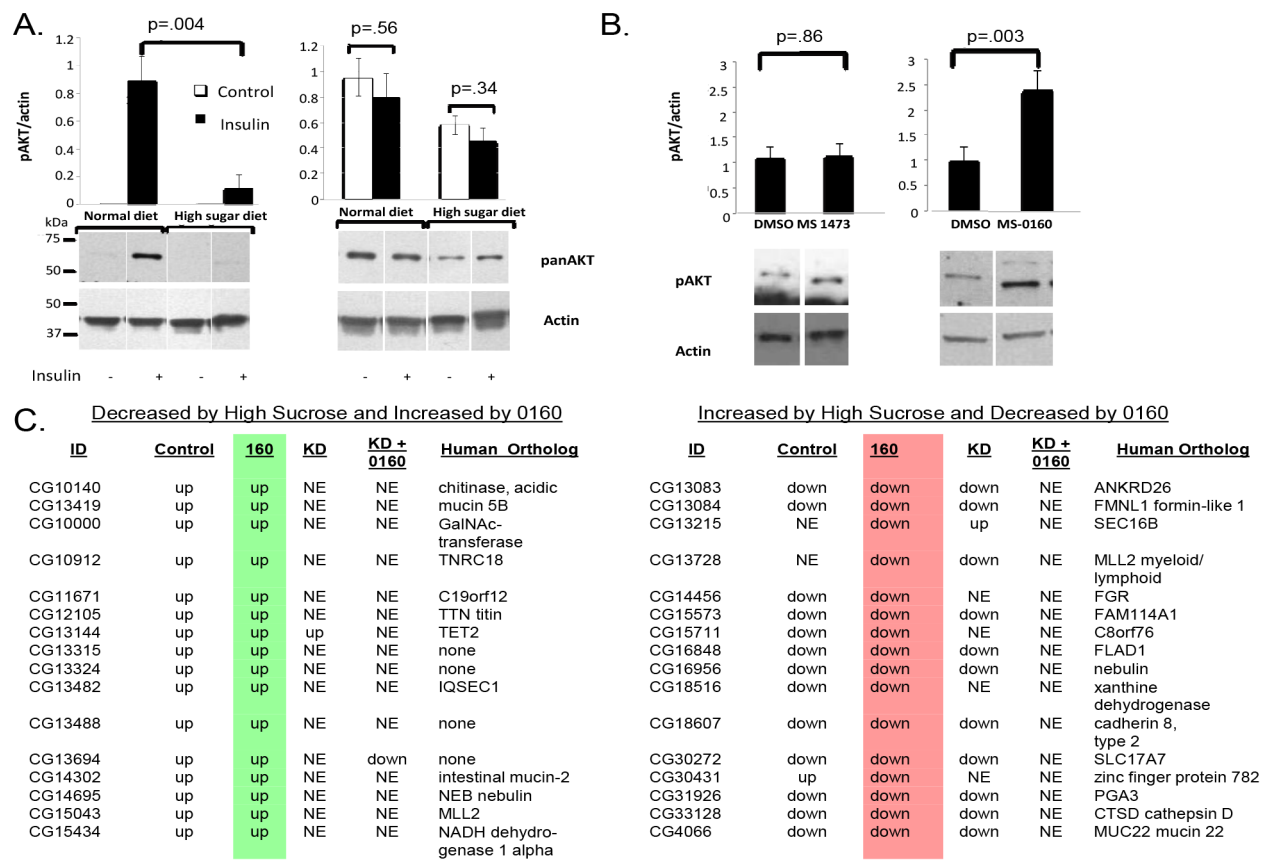 A.
p=.004
1.2
1
0.8
0.6
0.4
0.2
0
pAKT/actin
Control
Insulin
Normal diet High sugar diet
kDa
75
50
50
37
Insulin - + - +
p=.56
p=.34
1.2
1
0.8
0.6
0.4
0.2
0
Normal diet High sugar diet
panAKT
Actin
- + - +
B.
p=.86
3
2.5
2
1.5
1
0.5
0
pAKT/actin
DMSO MS 1473
p=.003
3
2.5
2
1.5
1
0.5
0
DMSO MS-0160
pAKT
Actin
C.
Decreased by High Sucrose and Increased by 0160
ID Control 160 KD KD + 0160 Human Ortholog
CG10140 up up NE NE chitinase, acidic
CG13419 up up NE NE mucin 5B
CG10000 up up NE NE GalNAc-
transferase
CG10912 up up NE NE TNRC18
CG11671 up up NE NE C19orf12
CG12105 up up NE NE TTN titin
CG13144 up up up NE TET2
CG13315 up up NE NE none
CG13324 up up NE NE none
CG13482 up up NE NE IQSEC1
CG13488 up up NE NE none
CG13694 up up NE down none
CG14302 up up NE NE intestinal mucin-2
CG14695 up up NE NE NEB nebulin
CG15043 up up NE NE MLL2
CG15434 up up NE NE NADH dehydro-
genase 1 alpha
Increased by High Sucrose and Decreased by 0160
ID Control 160 KD KD + 0160 Human Ortholog
CG13083 down down down NE ANKRD26
CG13084 down down down NE FMNL1 formin-like 1
CG13215 NE down up NE SEC16B
CG13728 NE down down NE MLL2 myeloid/
lymphoid
CG14456 down down NE NE FGR
CG15573 down down down NE FAM114A1
CG15711 down down NE NE C8orf76
CG16848 down down down NE FLAD1
CG16956 down down down NE nebulin
CG18516 down down NE NE xanthine
dehydrogenase
CG18607 down down down NE cadherin 8,
type 2
CG30272 down down down NE SLC17A7
CG30431 up down NE NE zinc finger protein 782
CG31926 down down down NE PGA3
CG33128 down down down NE CTSD cathepsin D
CG4066 down down down NE MUC22 mucin 22